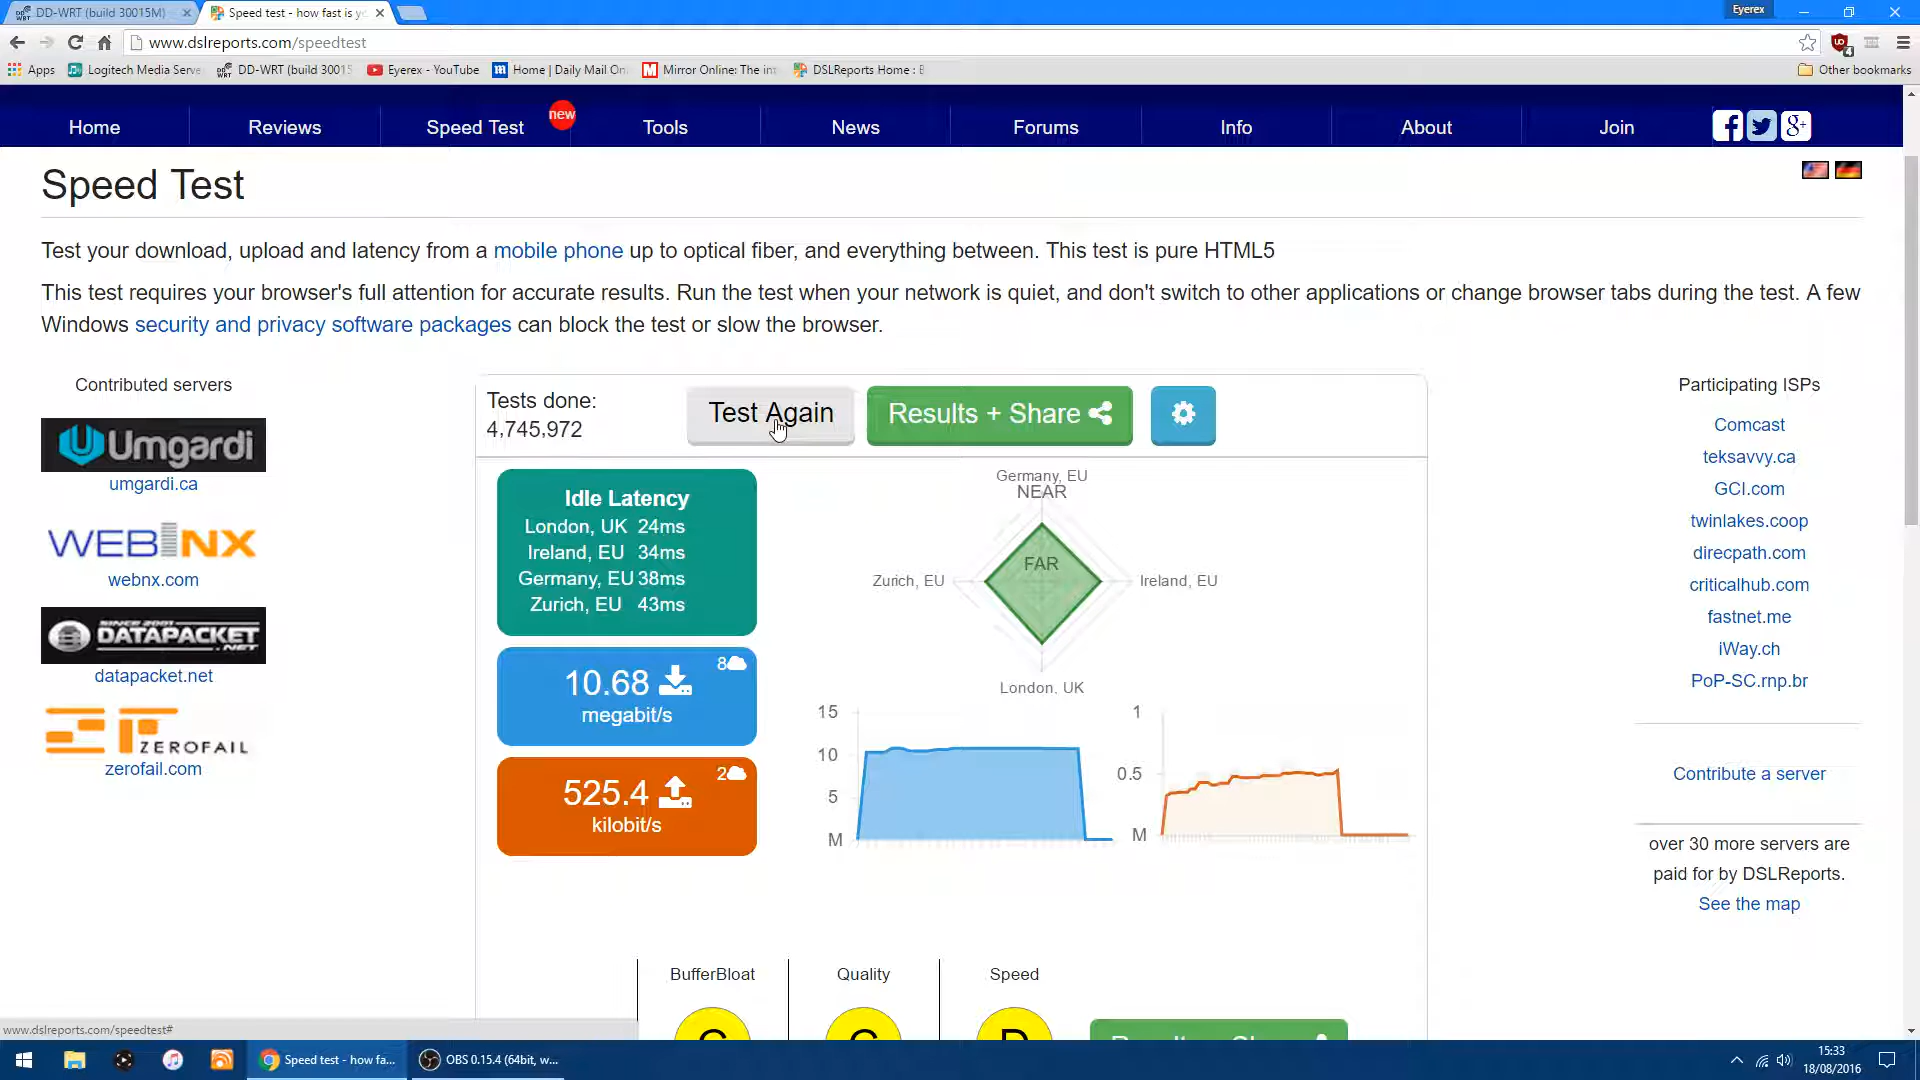 DD-WRT (build 30015M)
Speed test - how fast is y
Eyerex
www.dslreports.com/speedtest
4
Apps
Logitech Media Serve
DD-WRT (build 30015
Eyerex - YouTube
Home | Daily Mail On
Mirror Online: The in
DSLReports Home : B
Other bookmarks
Home
Reviews
Speed Test
new
Tools
News
Forums
Info
About
Join
Speed Test
Test your download, upload and latency from a mobile phone up to optical fiber, and everything between. This test is pure HTML5
This test requires your browser's full attention for accurate results. Run the test when your network is quiet, and don't switch to other applications or change browser tabs during the test. A few
Windows security and privacy software packages can block the test or slow the browser.
Contributed servers
Umgardi
umgardi.ca
WEBNX
webnx.com
SINCE 2001
DATAPACKET.NET
datapacket.net
ZEROFAIL
zerofail.com
Tests done:
4,745,972
Test Again
Results + Share
Idle Latency
London, UK 24ms
Ireland, EU 34ms
Germany, EU 38ms
Zurich, EU 43ms
8
10.68
megabit/s
2
525.4
kilobit/s
Germany, EU
NEAR
FAR
Zurich, EU
Ireland, EU
London, UK
15
10
5
M
1
0.5
M
BufferBloat
Quality
Speed
Participating ISPs
Comcast
teksavvy.ca
GCI.com
twinlakes.coop
direcpath.com
criticalhub.com
fastnet.me
iWay.ch
PoP-SC.rnp.br
Contribute a server
over 30 more servers are
paid for by DSLReports.
See the map
www.dslreports.com/speedtest#
Speed test - how fa...
OBS 0.15.4 (64bit, w...
15:33
18/08/2016